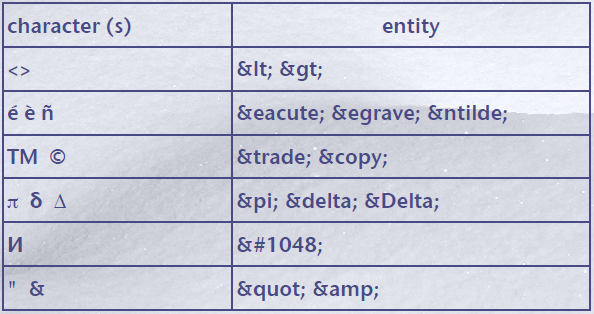 character (s) entity
<> &lt; &gt;
é è ñ &eacute; &egrave; &ntilde;
TM © &trade; &copy;
π δ Δ &pi; &delta; &Delta;
И &#1048;
" & &quot; &amp;